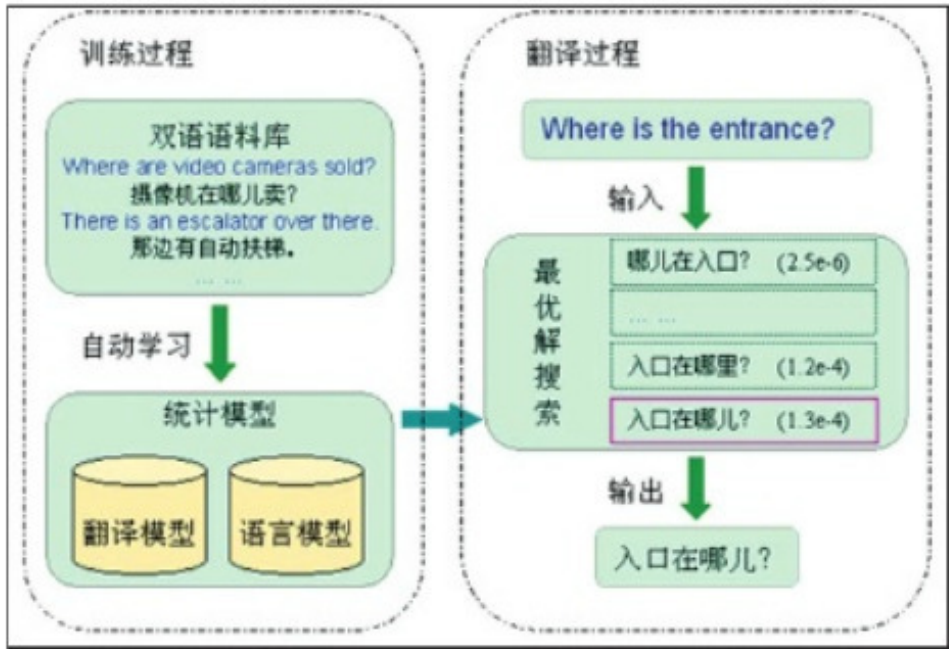 训练过程
双语语料库
Where are video cameras sold?
摄像机在哪儿卖?
There is an escalator over there.
那边有自动扶梯。
... ...
自动学习
统计模型
翻译模型
语言模型
翻译过程
Where is the entrance?
输入
最优解搜索
哪儿在入口? (2.5e-6)
... ...
入口在哪里? (1.2e-4)
入口在哪儿? (1.3e-4)
输出
入口在哪儿?